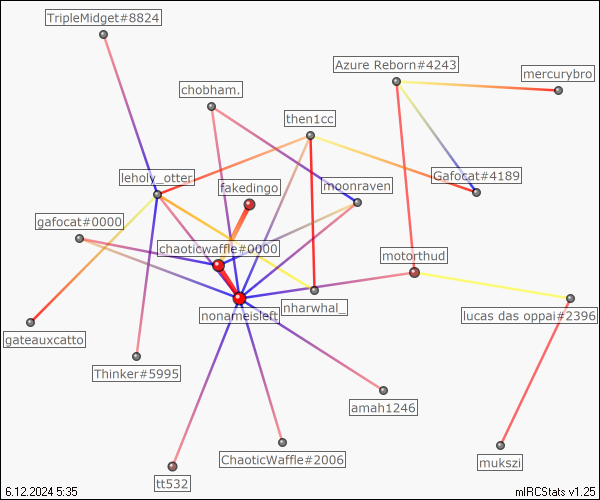 TripleMidget#8824
Azure Reborn#4243
mercurybro
chobham.
then1cc
leholy_otter
fakedingo
moonraven
Gafocat#4189
gafocat#0000
chaoticwaffle#0000
motorthud
nonameisleft
nharwhal_
lucas das oppai#2396
gateauxcatto
Thinker#5995
amah1246
ChaoticWaffle#2006
mukszi
tt532
6.12.2024 5:35
mIRCStats v1.25